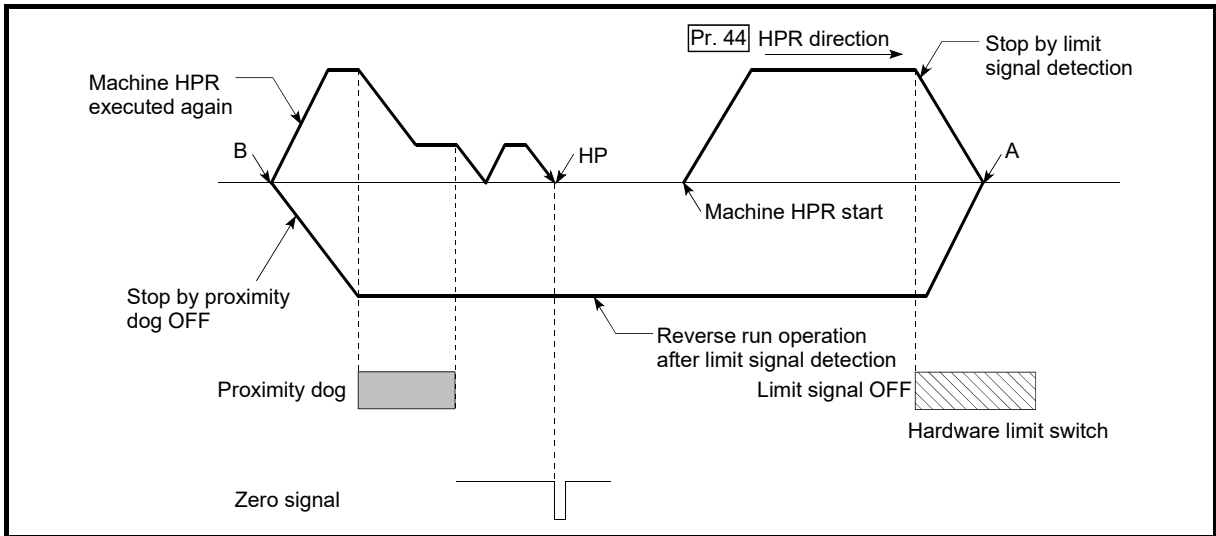 Pr. 44 HPR direction
Stop by limit
signal detection
Machine HPR
executed again
B
HP
A
Machine HPR start
Stop by proximity
dog OFF
Reverse run operation
after limit signal detection
Proximity dog
Limit signal OFF
Hardware limit switch
Zero signal